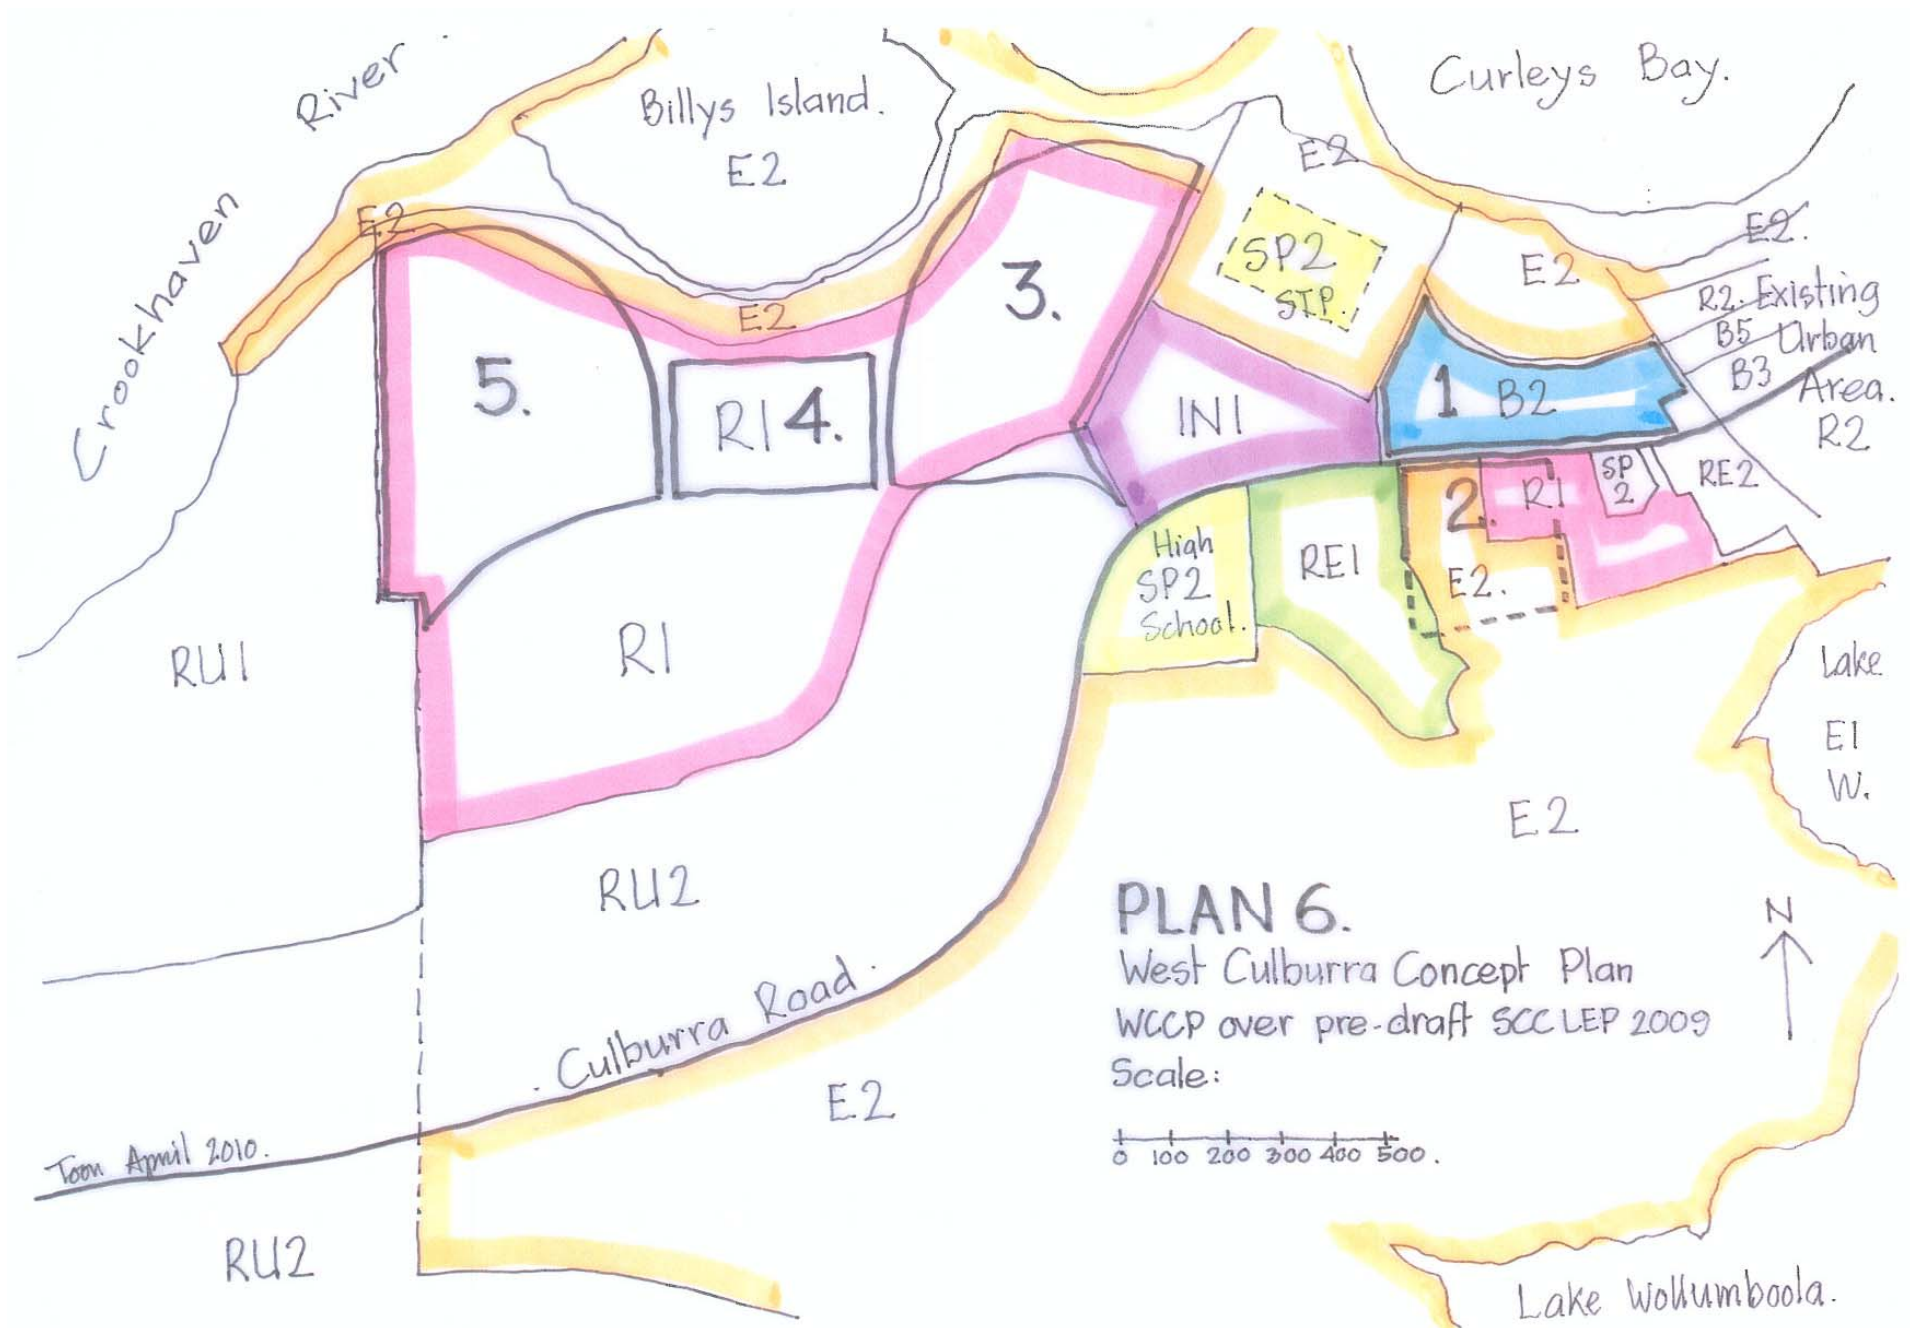 River
Crookhaven
Billys Island.
E2
Curleys Bay.
E2
E2
E2
E2.
E2
SP2
STP.
E2
R2. Existing
B5 Urban
B3 Area.
R2
5.
R1 4.
3.
IN1
1 B2
2.
R1
SP
2
RE2
E2.
High
SP2
School.
RE1
RU1
R1
RU2
Lake
E1
W.
E2
PLAN 6.
West Culburra Concept Plan
WCCP over pre-draft SCC LEP 2009
Scale:
0 100 200 300 400 500.
N
. Culburra Road.
E2
Toon April 2010.
RU2
Lake Wollumboola.